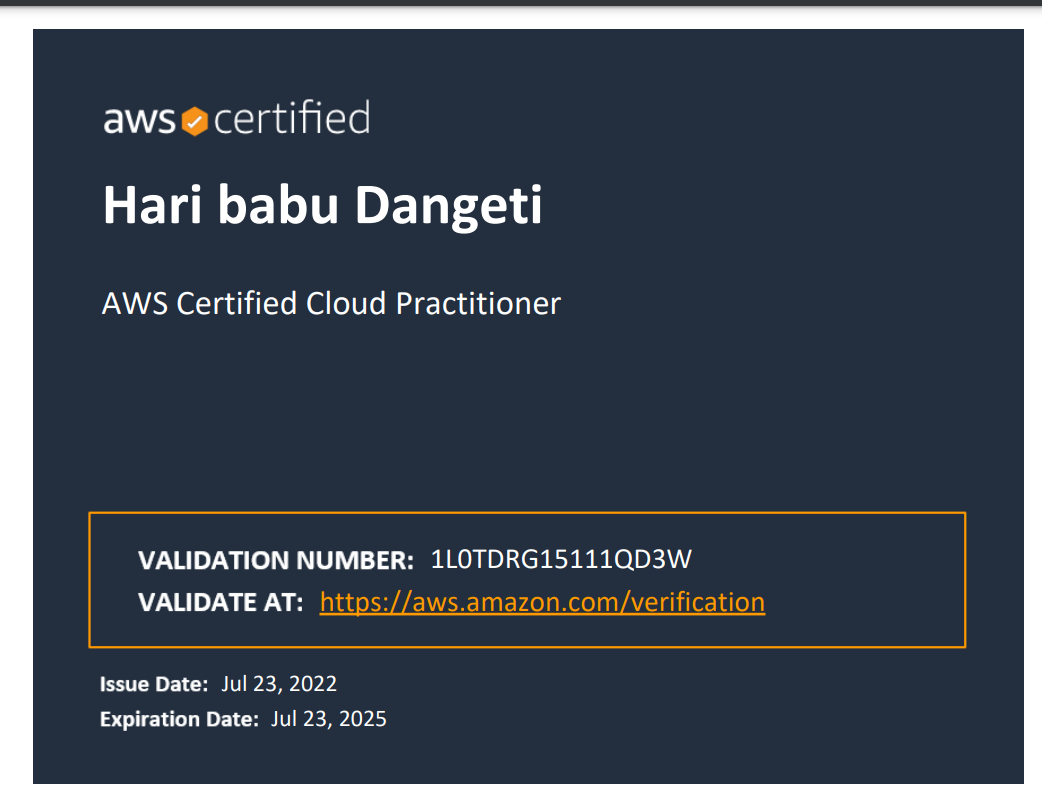 aws certified
Hari babu Dangeti
AWS Certified Cloud Practitioner
VALIDATION NUMBER: 1L0TDRG15111QD3W
VALIDATE AT: https://aws.amazon.com/verification
Issue Date: Jul 23, 2022
Expiration Date: Jul 23, 2025